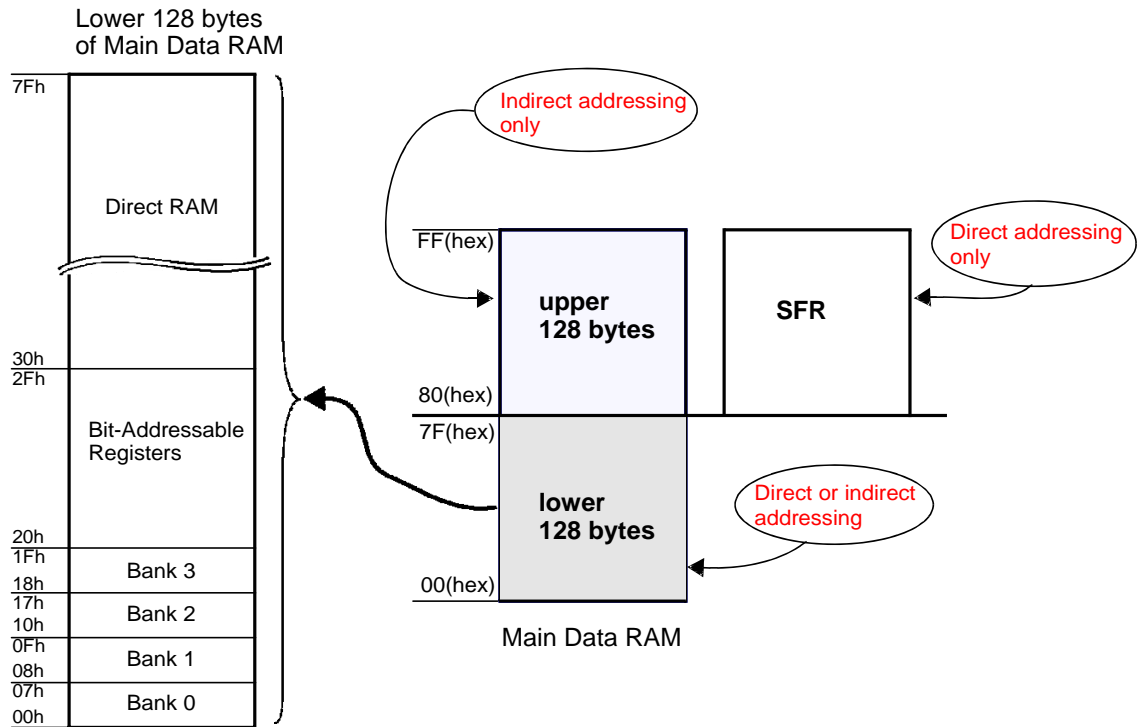 Lower 128 bytes
of Main Data RAM
7Fh
Direct RAM
30h
2Fh
Bit-Addressable
Registers
20h
1Fh
Bank 3
18h
17h
Bank 2
10h
0Fh
Bank 1
08h
07h
Bank 0
00h
Indirect addressing
only
FF(hex)
upper
128 bytes
80(hex)
7F(hex)
lower
128 bytes
00(hex)
Main Data RAM
SFR
Direct addressing
only
Direct or indirect
addressing